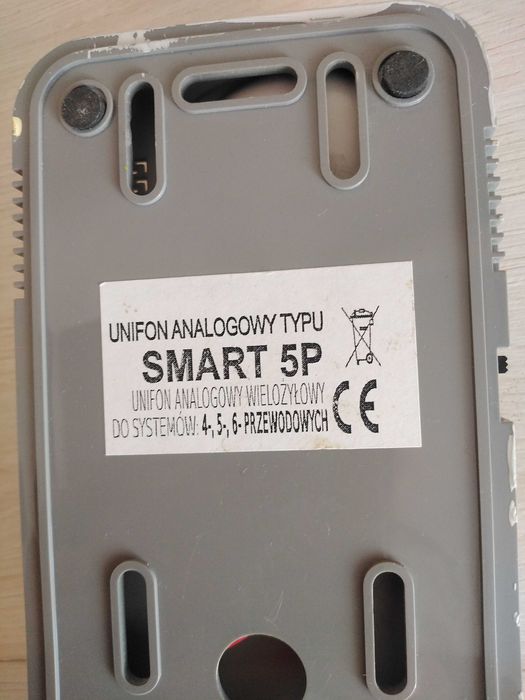 UNIFON ANALOGOWY TYPU
SMART 5P
UNIFON ANALOGOWY WIELOŻYŁOWY
DO SYSTEMÓW: 4-, 5-, 6- PRZEWODOWYCH
CE